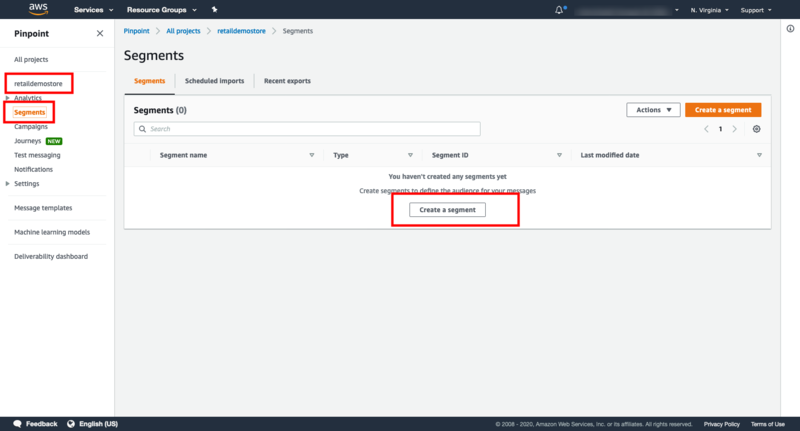 aws Services Resource Groups N. Virginia Support
Pinpoint
All projects
retaildemostore
Analytics
Segments
Campaigns
Journeys NEW
Test messaging
Notifications
Settings
Message templates
Machine learning models
Deliverability dashboard
Pinpoint All projects retaildemostore Segments
Segments
Segments Scheduled imports Recent exports
Segments (0) Actions Create a segment
Search 1
Segment name Type Segment ID Last modified date
You haven't created any segments yet
Create segments to define the audience for your messages
Create a segment
Feedback English (US) © 2008 - 2020, Amazon Web Services, Inc. or its affiliates. All rights reserved. Privacy Policy Terms of Use